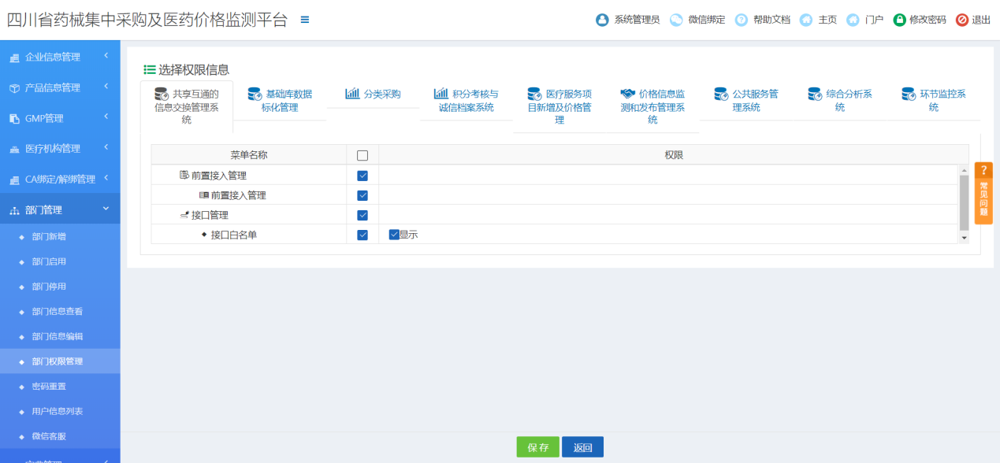 四川省药械集中采购及医药价格监测平台
系统管理员 微信绑定 帮助文档 主页 门户 修改密码 退出
企业信息管理
产品信息管理
GMP管理
医疗机构管理
CA绑定/解绑管理
部门管理
部门新增
部门启用
部门停用
部门信息查看
部门信息编辑
部门权限管理
密码重置
用户信息列表
微信客服
选择权限信息
共享互通的
信息交换管理系
统
基础库数据
标化管理
分类采购
积分考核与
诚信档案系统
医疗服务项
目新增及价格管
理
价格信息监
测和发布管理系
统
公共服务管
理系统
综合分析系
统
环节监控系
统
菜单名称 权限
前置接入管理
前置接入管理
接口管理
接口白名单 显示
?
常见问题
保存 返回